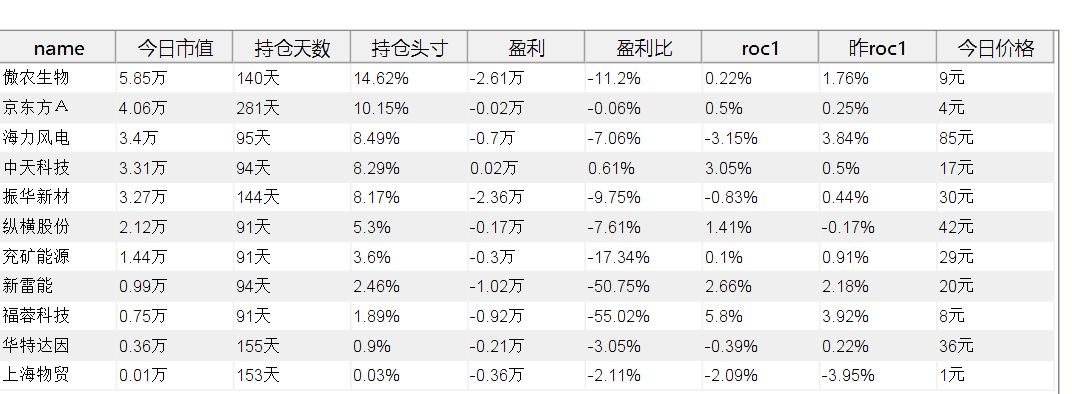 name 今日市值 持仓天数 持仓头寸 盈利 盈利比 roc1 昨roc1 今日价格
傲农生物 5.85万 140天 14.62% -2.61万 -11.2% 0.22% 1.76% 9元
京东方Ａ 4.06万 281天 10.15% -0.02万 -0.06% 0.5% 0.25% 4元
海力风电 3.4万 95天 8.49% -0.7万 -7.06% -3.15% 3.84% 85元
中天科技 3.31万 94天 8.29% 0.02万 0.61% 3.05% 0.5% 17元
振华新材 3.27万 144天 8.17% -2.36万 -9.75% -0.83% 0.44% 30元
纵横股份 2.12万 91天 5.3% -0.17万 -7.61% 1.41% -0.17% 42元
兖矿能源 1.44万 91天 3.6% -0.3万 -17.34% 0.1% 0.91% 29元
新雷能 0.99万 94天 2.46% -1.02万 -50.75% 2.66% 2.18% 20元
福蓉科技 0.75万 91天 1.89% -0.92万 -55.02% 5.8% 3.92% 8元
华特达因 0.36万 155天 0.9% -0.21万 -3.05% -0.39% 0.22% 36元
上海物贸 0.01万 153天 0.03% -0.36万 -2.11% -2.09% -3.95% 1元